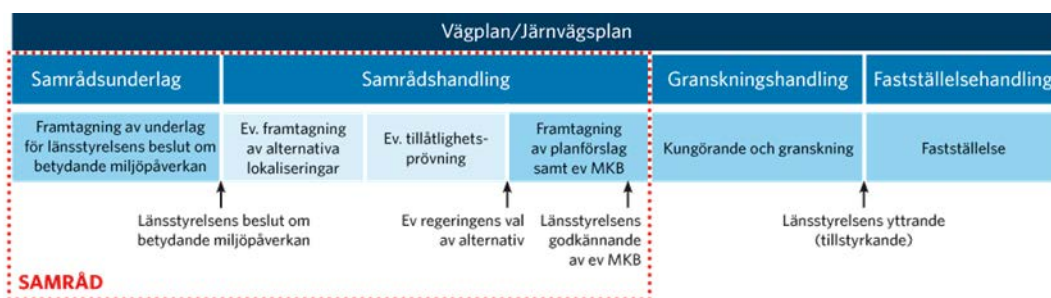 Vägplan/Järnvägsplan
Samrådsunderlag
Samrådshandling
Granskningshandling
Fastställelsehandling
Framtagning av underlag
för länsstyrelsens beslut om
betydande miljöpåverkan
Ev. framtagning
av alternativa
lokaliseringar
Ev. tillåtlighets-
prövning
Framtagning
av planförslag
samt ev MKB
Kungörande och granskning
Fastställelse
Länsstyrelsens beslut om
betydande miljöpåverkan
Ev regeringens val
av alternativ
Länsstyrelsens
godkännande
av ev MKB
Länsstyrelsens yttrande
(tillstyrkande)
SAMRÅD